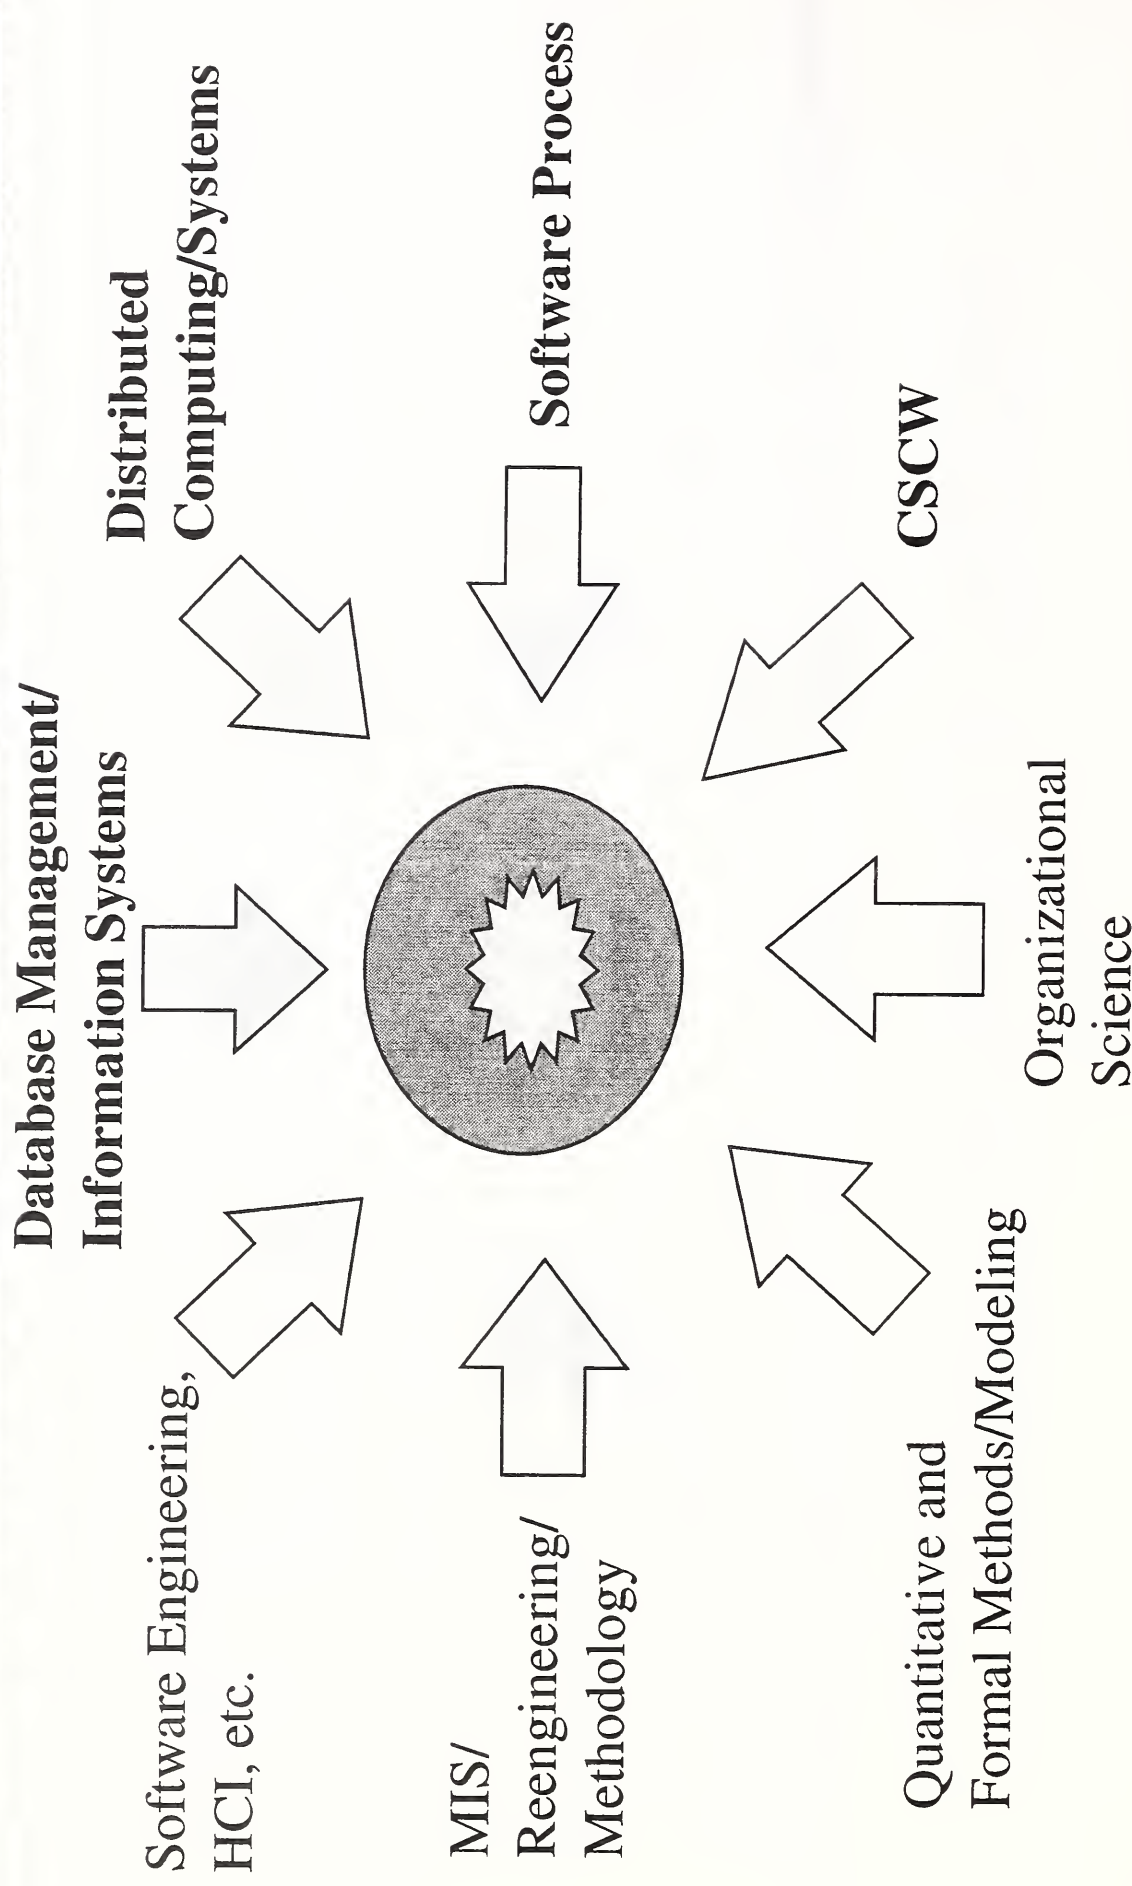 Database Management/
Information Systems
Software Engineering,
HCI, etc.
Distributed
Computing/Systems
MIS/
Reengineering/
Methodology
Software Process
Quantitative and
Formal Methods/Modeling
CSCW
Organizational
Science